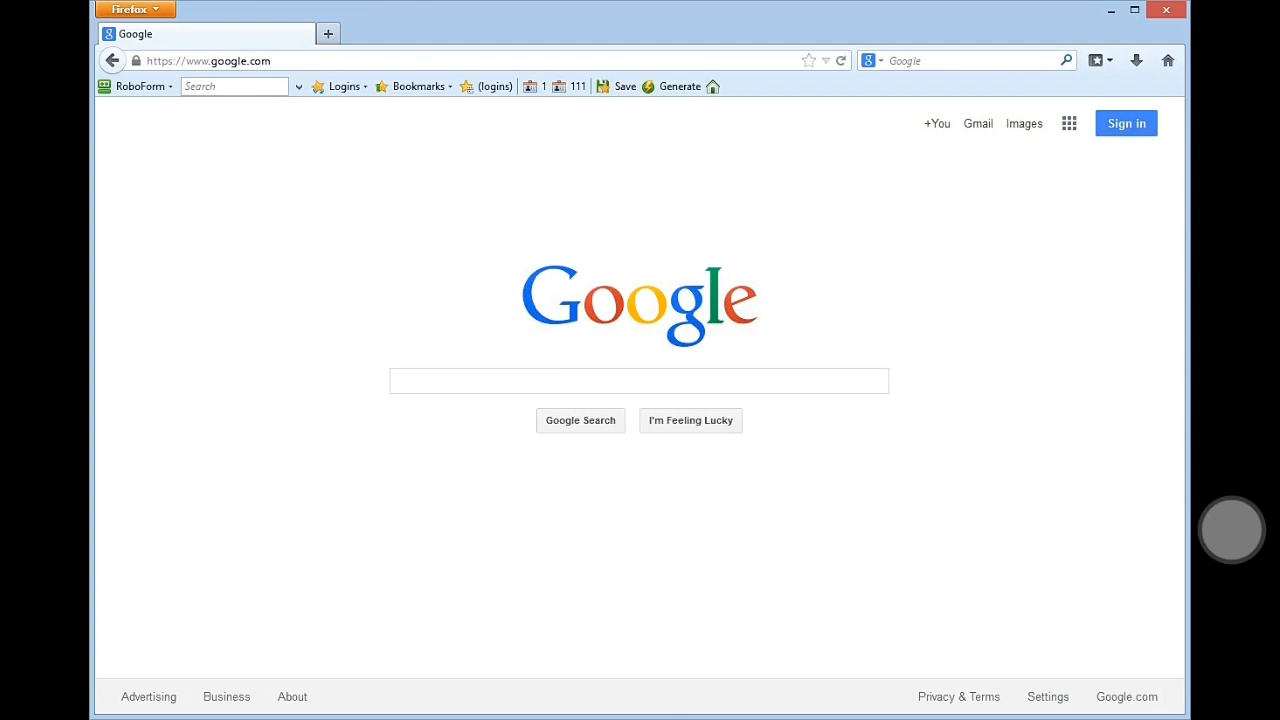 Firefox
Google
https://www.google.com
Google
RoboForm
Search
Logins
Bookmarks
(logins)
1
111
Save
Generate
+You
Gmail
Images
Sign in
Google
Google Search
I'm Feeling Lucky
Advertising
Business
About
Privacy & Terms
Settings
Google.com